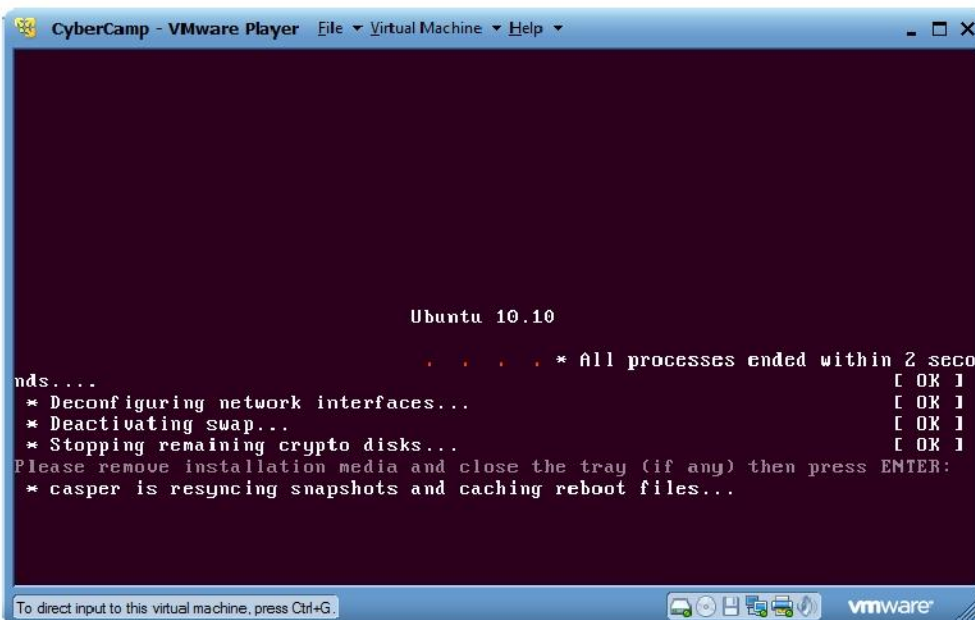 CyberCamp - VMware Player File Virtual Machine Help
Ubuntu 10.10
. . . . * All processes ended within 2 seco
nds.... [ OK ]
* Deconfiguring network interfaces... [ OK ]
* Deactivating swap... [ OK ]
* Stopping remaining crypto disks... [ OK ]
Please remove installation media and close the tray (if any) then press ENTER:
* casper is resyncing snapshots and caching reboot files...
To direct input to this virtual machine, press Ctrl+G. vmware